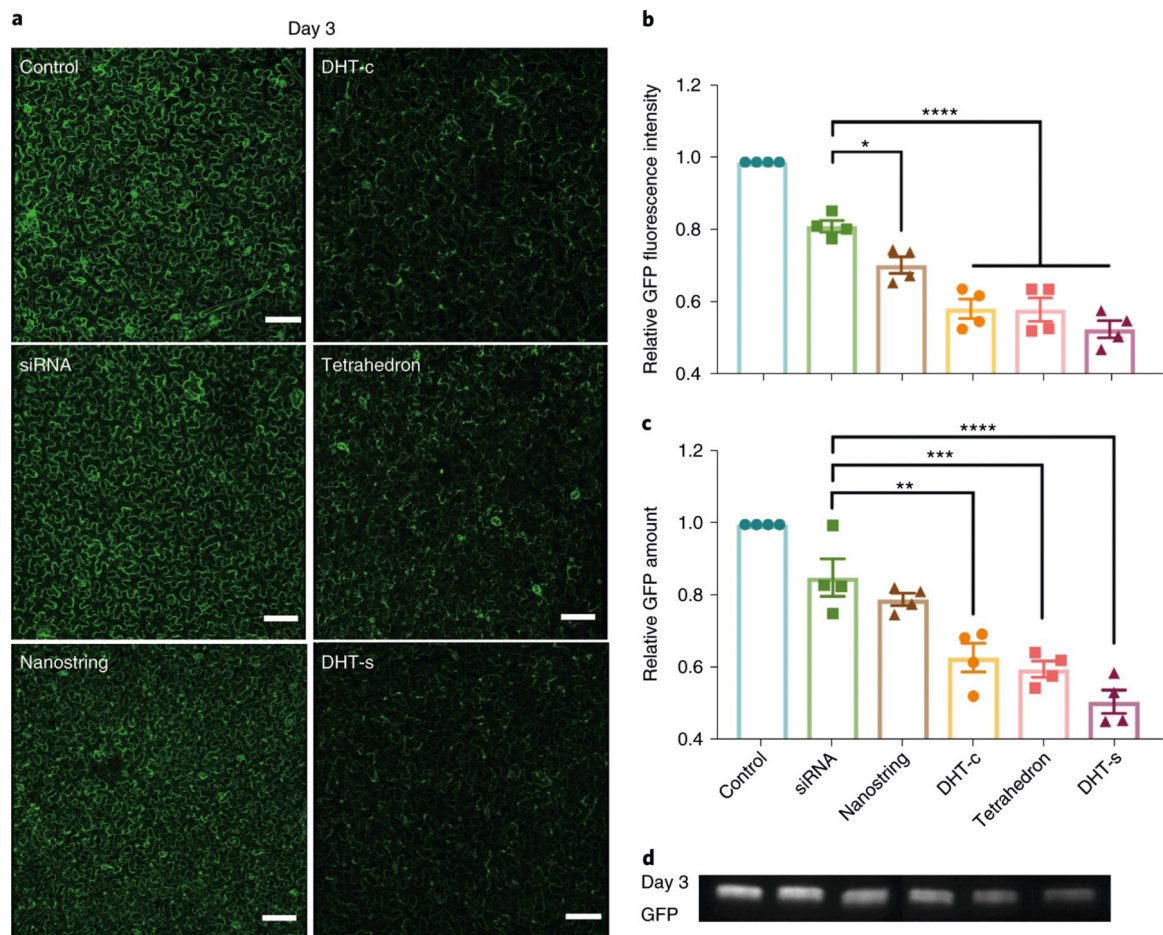 a
Day 3
Control
DHT-c
siRNA
Tetrahedron
Nanostring
DHT-s
b
Relative GFP fluorescence intensity
1.2
1.0
0.8
0.6
0.4
*
****
c
Relative GFP amount
1.2
1.0
0.8
0.6
0.4
**
***
****
Control
siRNA
Nanostring
DHT-c
Tetrahedron
DHT-s
d
Day 3
GFP